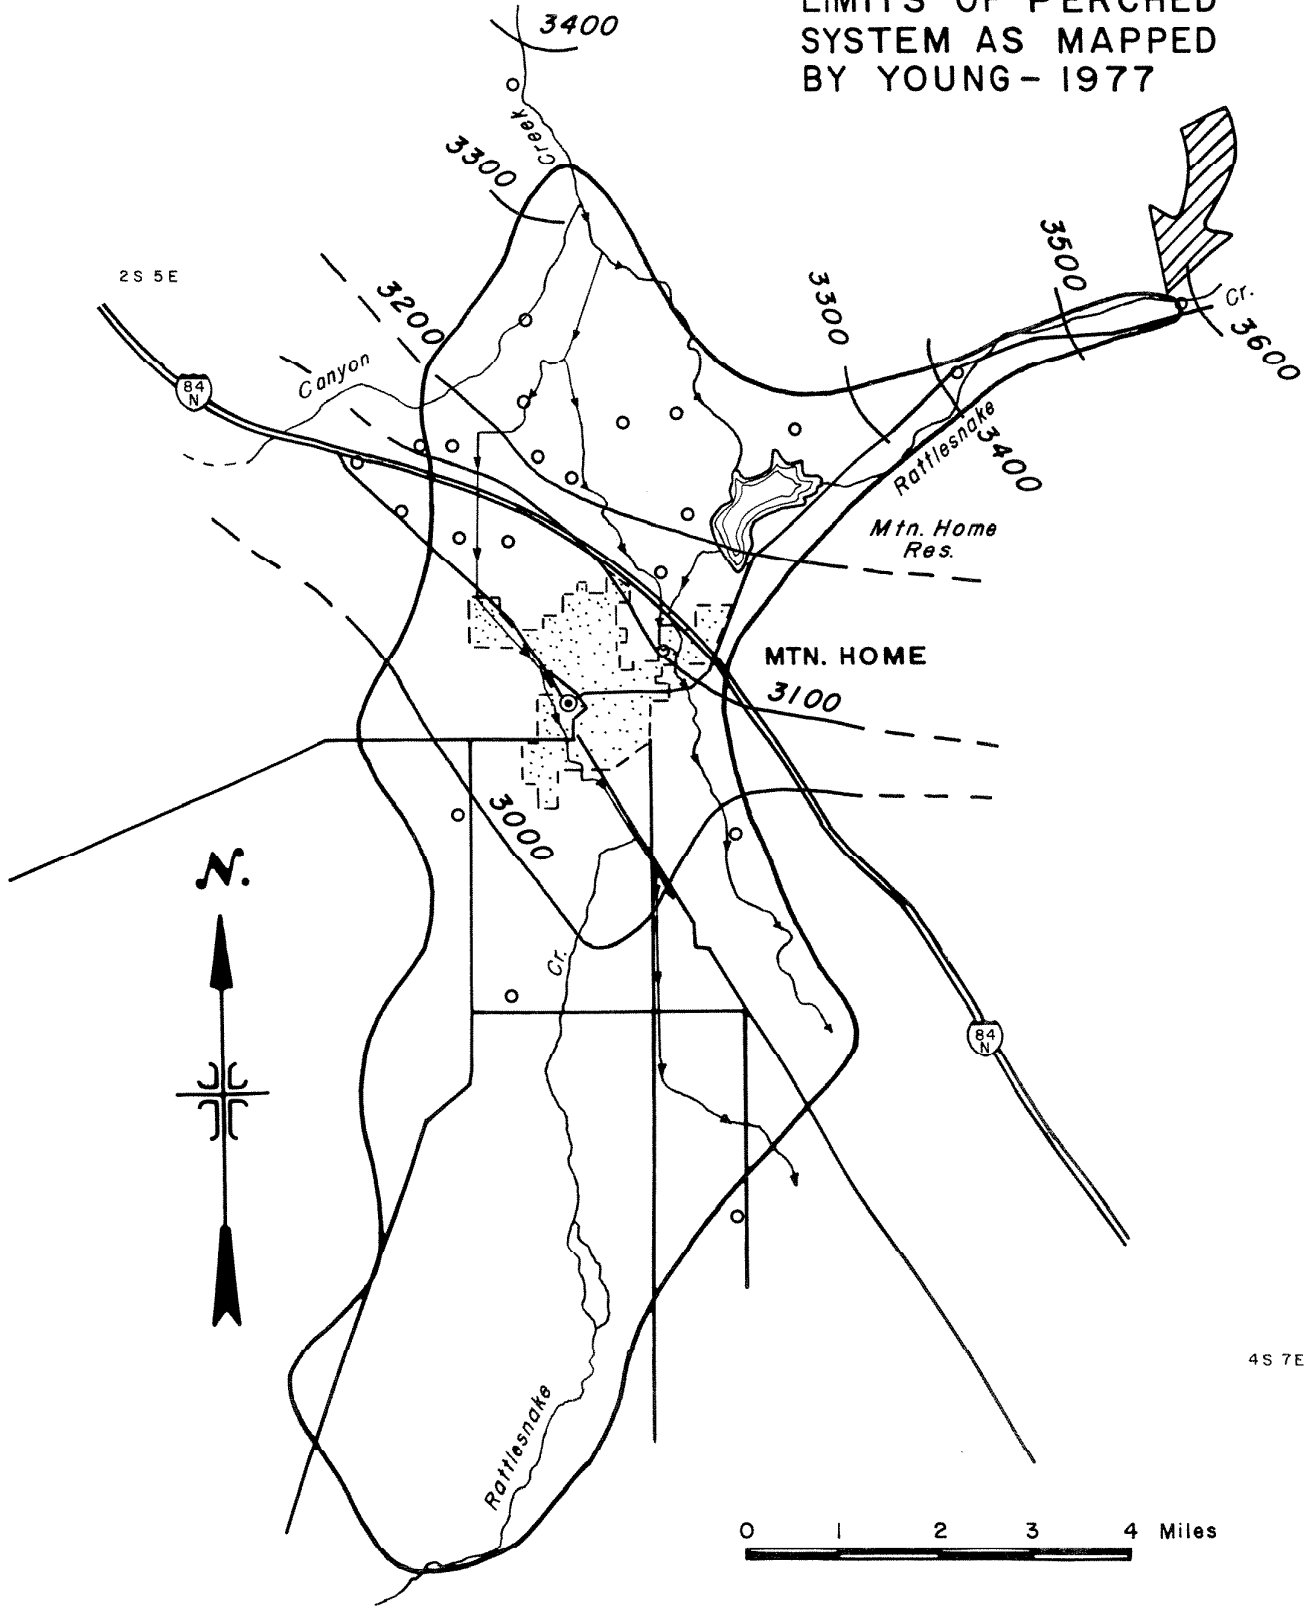 LIMITS OF PERCHED
SYSTEM AS MAPPED
BY YOUNG - 1977
3400
Creek
3300
2S 5E
3200
3500
3300
Cr.
3600
Canyon
84
N
Rattlesnake
3400
Mtn. Home
Res.
MTN. HOME
3100
3000
N.
Cr.
84
N
4S 7E
Rattlesnake
0 1 2 3 4 Miles